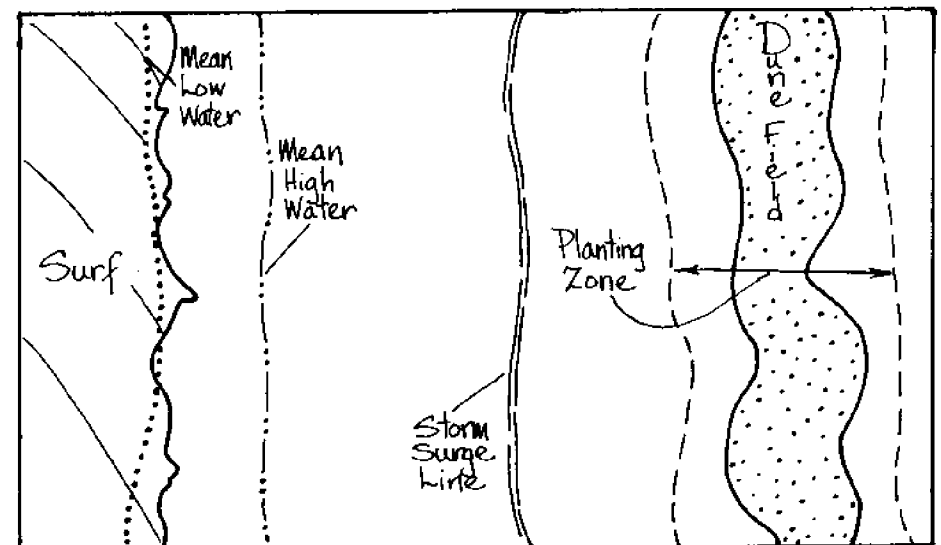 Mean
Low
Water
Mean
High
Water
Surf
Storm
Surge
Line
Planting
Zone
Dune Field